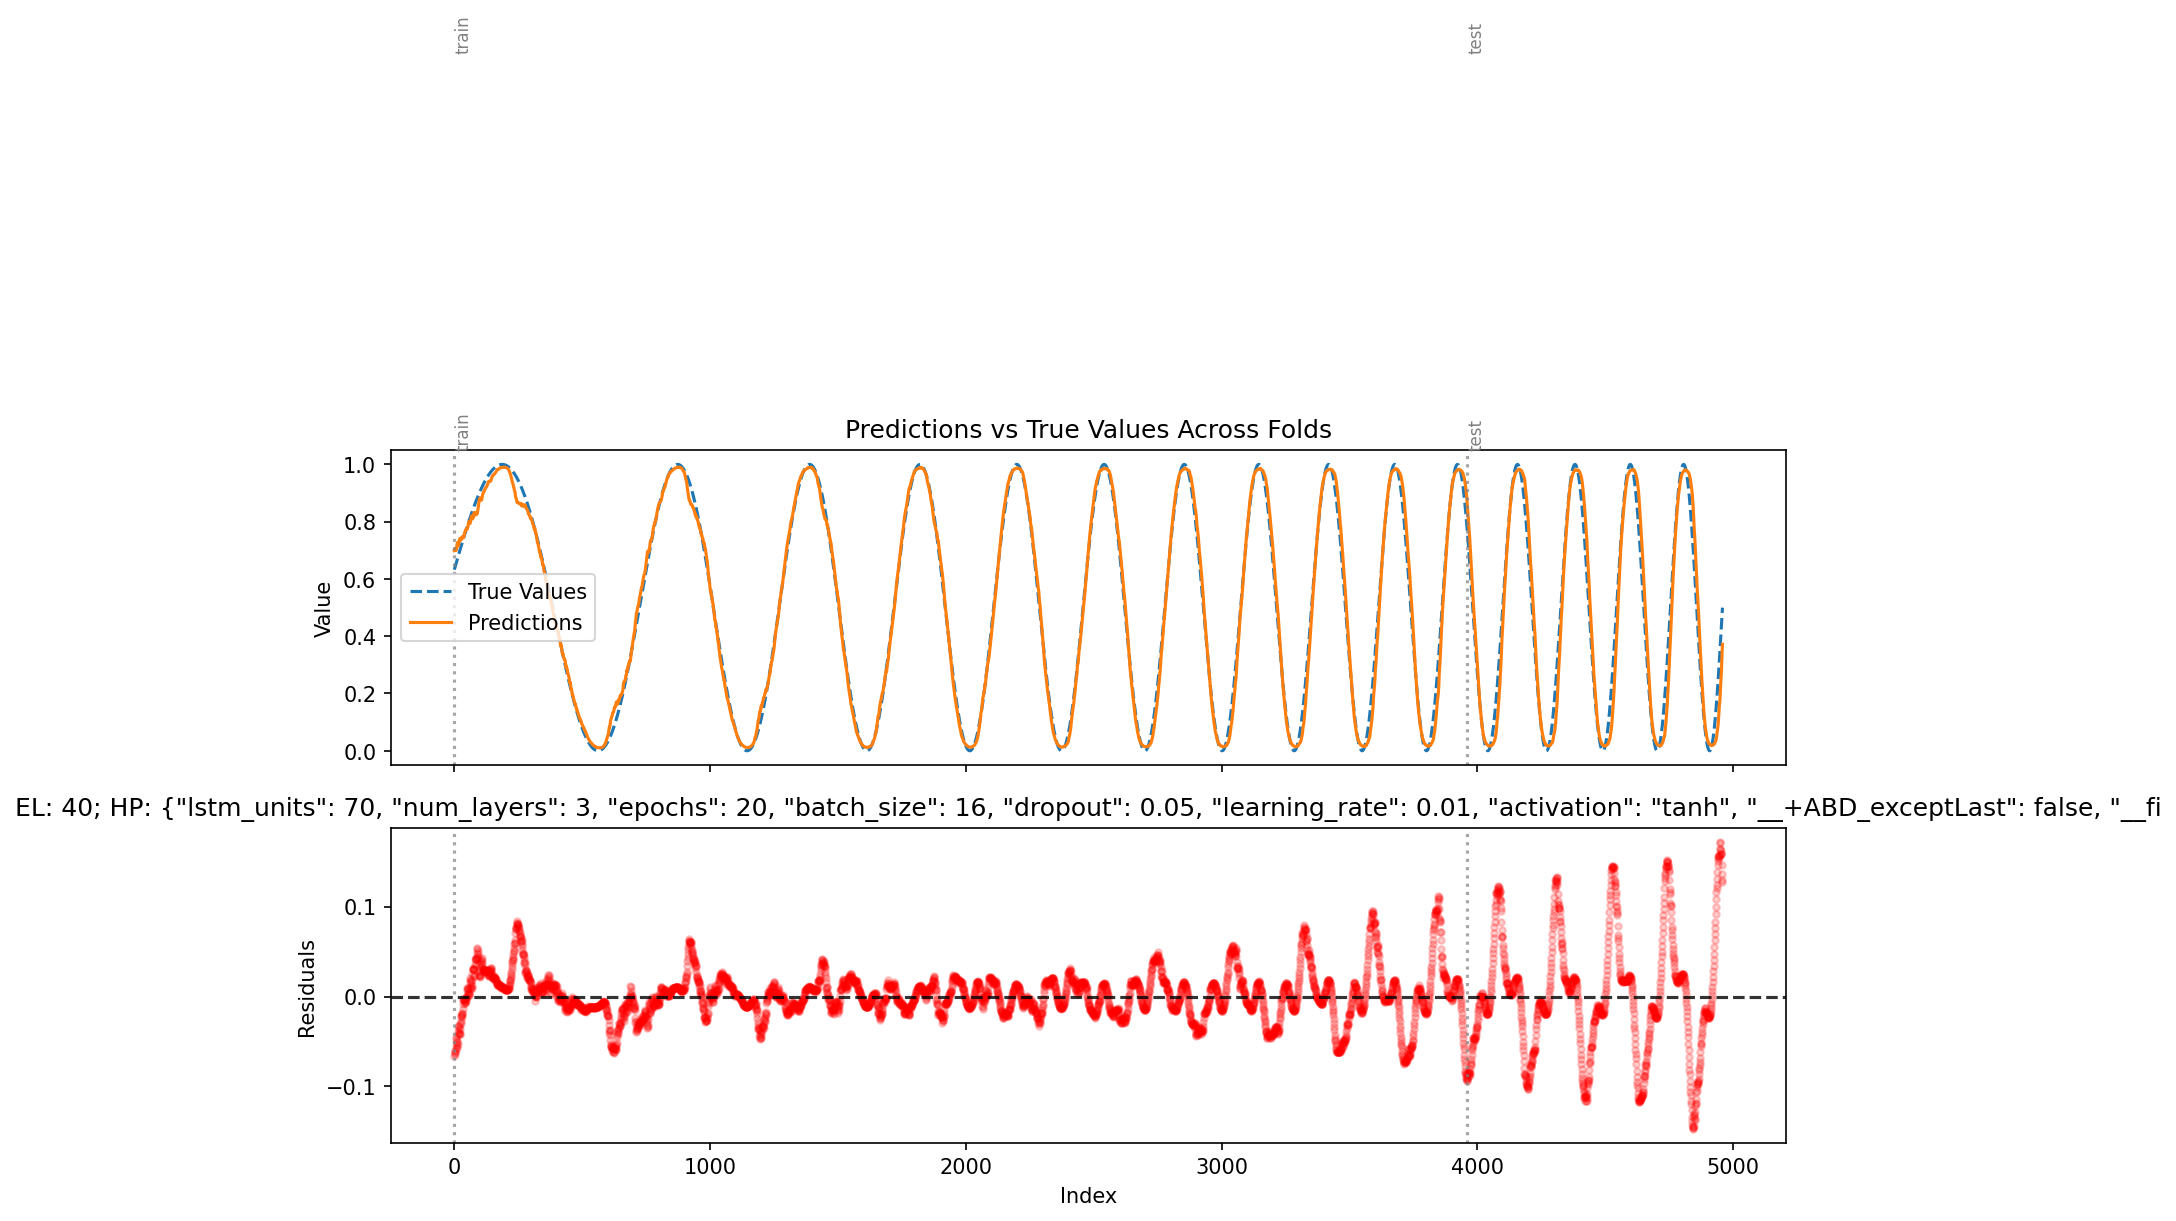 train
test
train
test
Predictions vs True Values Across Folds
1.0
0.8
0.6
0.4
0.2
0.0
Value
True Values
Predictions
EL: 40; HP: {"lstm_units": 70, "num_layers": 3, "epochs": 20, "batch_size": 16, "dropout": 0.05, "learning_rate": 0.01, "activation": "tanh", "__+ABD_exceptLast": false, "__fi
0.1
0.0
−0.1
Residuals
0
1000
2000
3000
4000
5000
Index